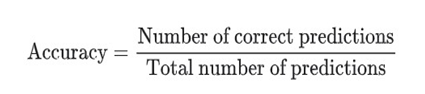 Number of correct predictions
Accuracy =
Total number of predictions